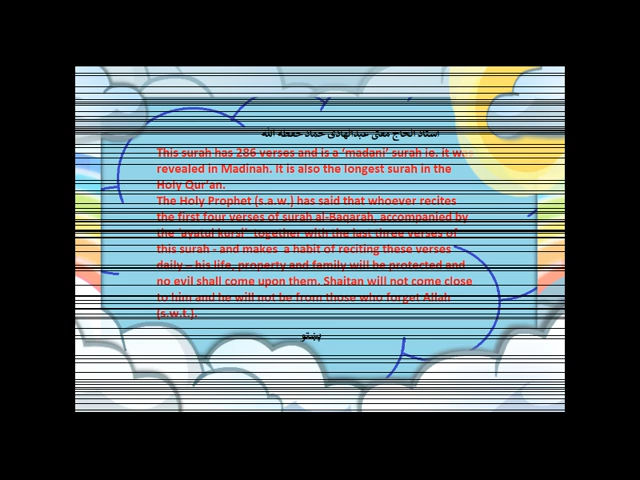 استاد الحاج مفتی عبدالهادی حماد حفظه الله
This surah has 286 verses and is a ‘madani’ surah ie. it was
revealed in Madinah. It is also the longest surah in the
Holy Qur’an.
The Holy Prophet (s.a.w.) has said that whoever recites
the first four verses of surah al-Baqarah, accompanied by
the ‘ayatul kursi’ together with the last three verses of
this surah - and makes a habit of reciting these verses
daily – his life, property and family will be protected and
no evil shall come upon them. Shaitan will not come close
to him and he will not be from those who forget Allah
(s.w.t.).
پښتو